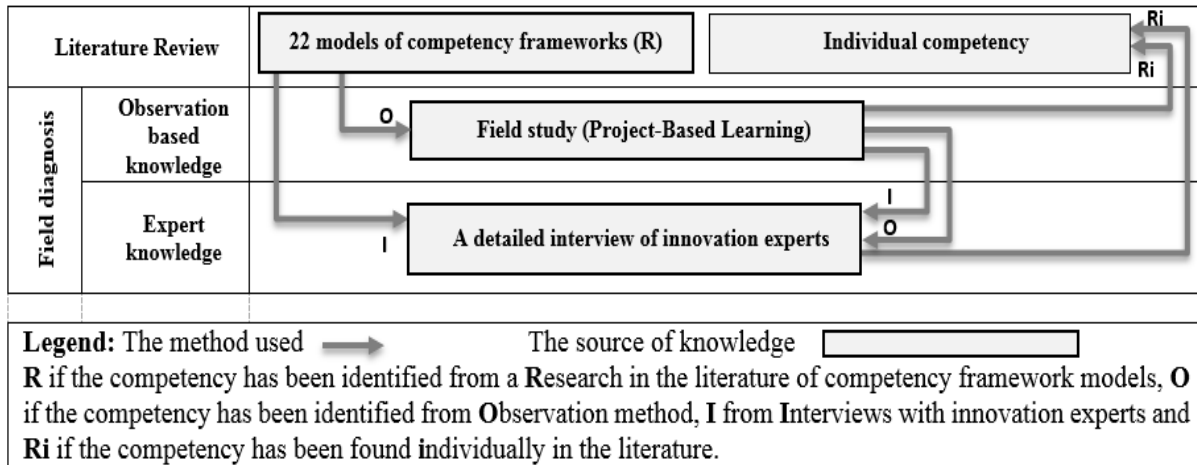 Literature Review
22 models of competency frameworks (R)
Individual competency
Ri
Ri
Field diagnosis
Observation
based
knowledge
O
Field study (Project-Based Learning)
Expert
knowledge
I
A detailed interview of innovation experts
I
O
Legend: The method used
The source of knowledge
R if the competency has been identified from a Research in the literature of competency framework models, O
if the competency has been identified from Observation method, I from Interviews with innovation experts and
Ri if the competency has been found individually in the literature.